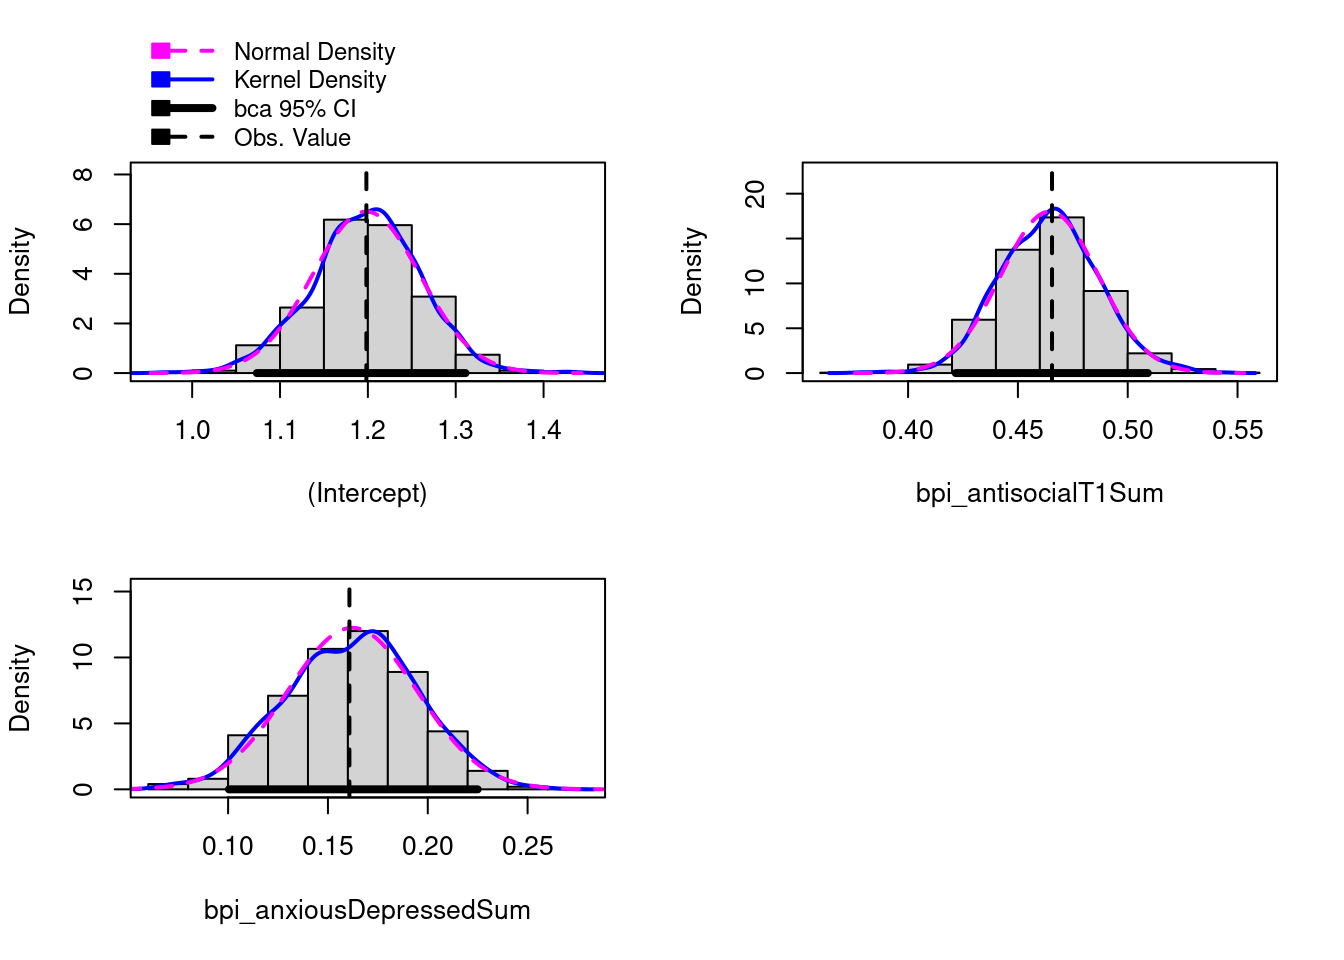 Normal Density
Kernel Density
bca 95% CI
Obs. Value
Density
0 2 4 6 8
1.0 1.1 1.2 1.3 1.4
(Intercept)
Density
0 5 10 20
0.40 0.45 0.50 0.55
bpi_antisocialT1Sum
Density
0 5 10 15
0.10 0.15 0.20 0.25
bpi_anxiousDepressedSum